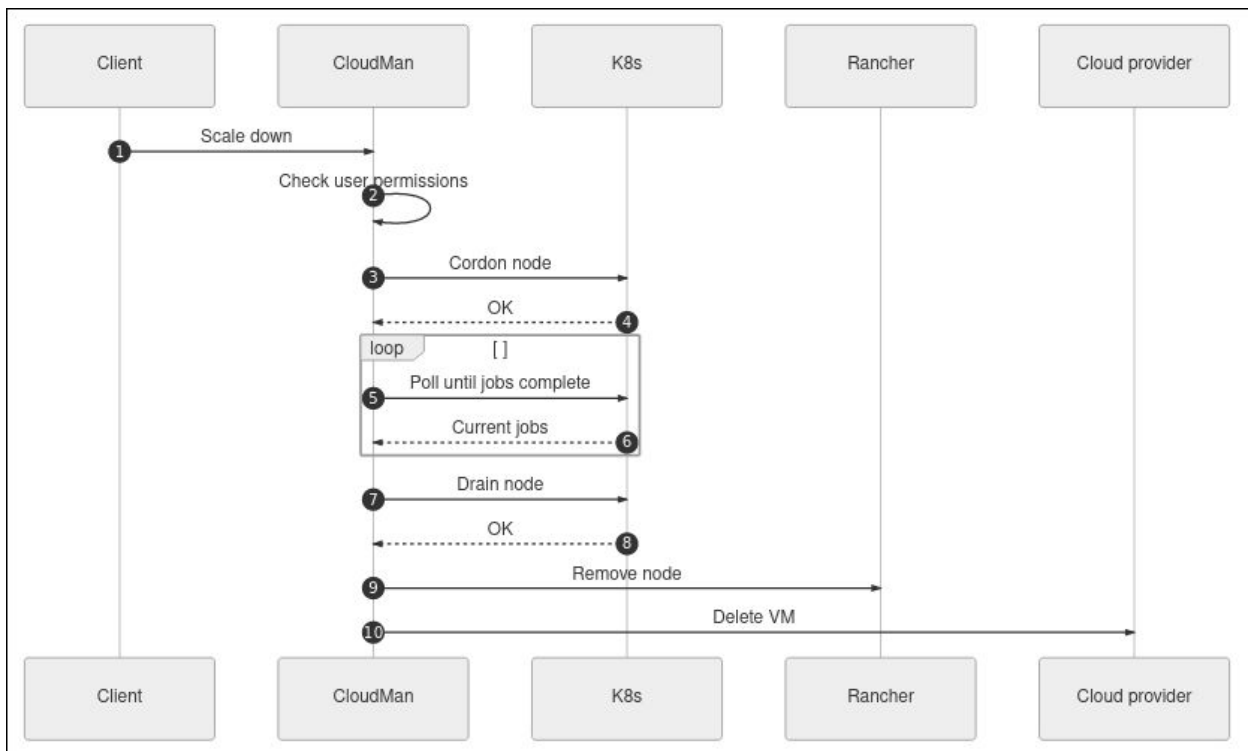 Client CloudMan K8s Rancher Cloud provider
Scale down
1
Check user permissions
2
Cordon node
3
OK
4
loop [ ]
Poll until jobs complete
5
Current jobs
6
Drain node
7
OK
8
Remove node
9
Delete VM
10
Client CloudMan K8s Rancher Cloud provider